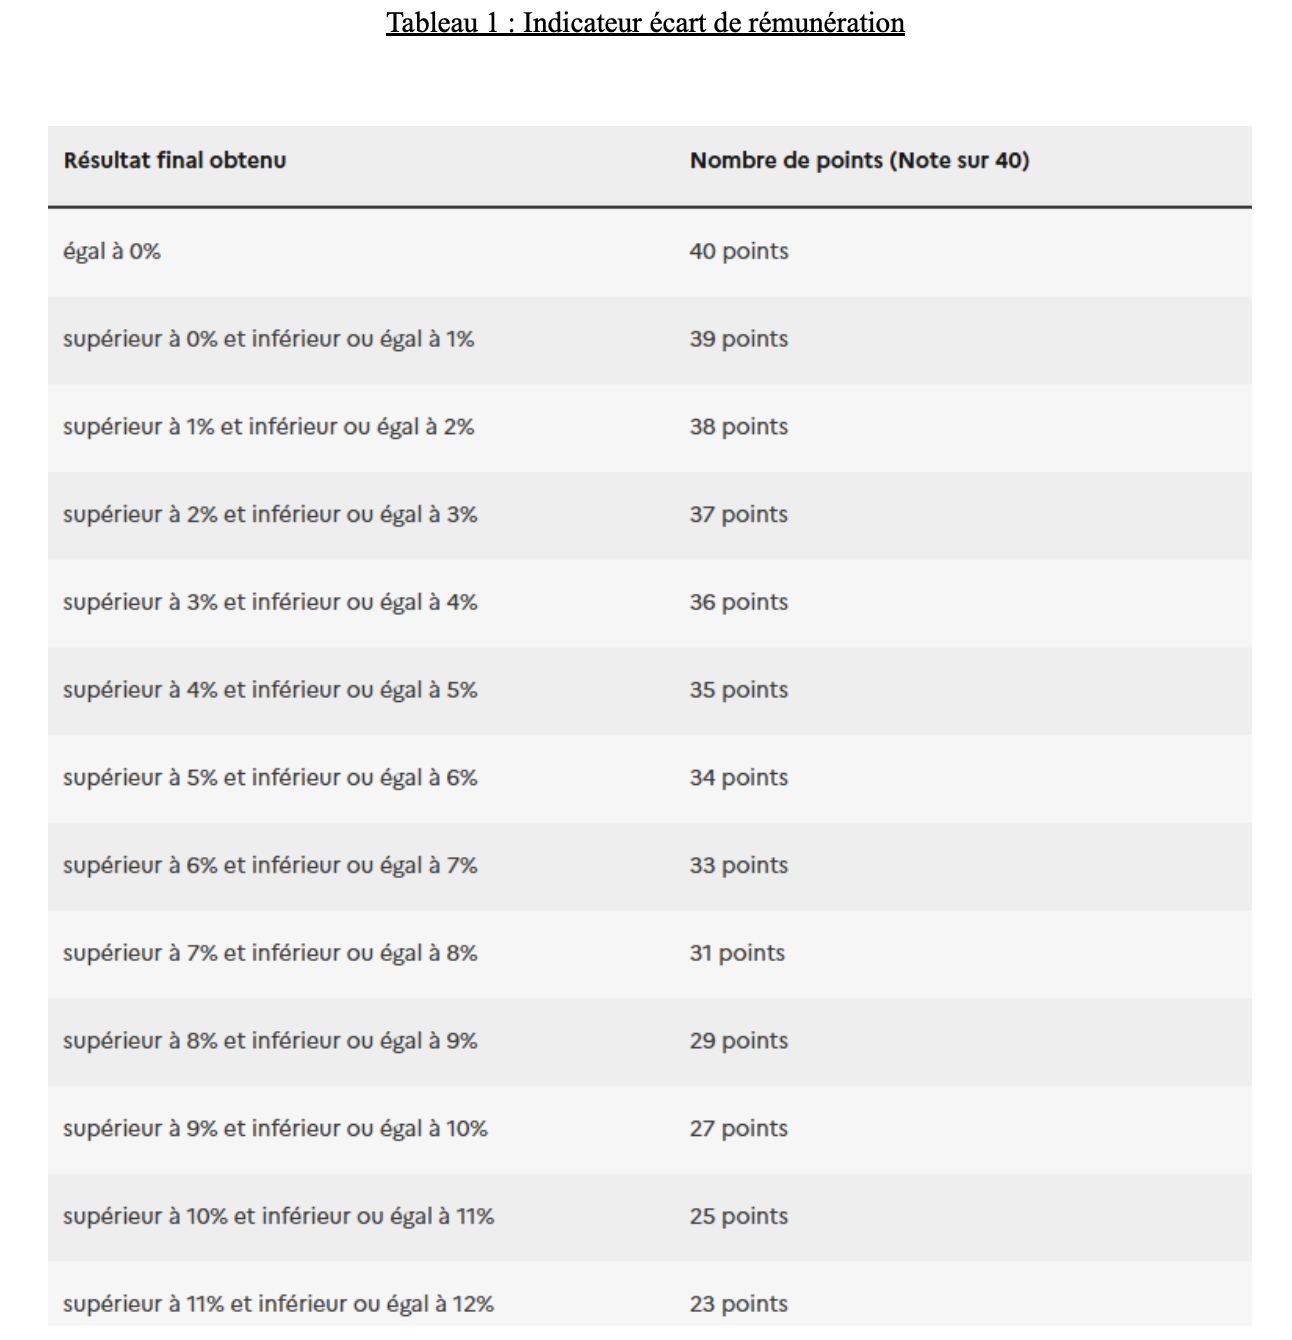 Tableau 1 : Indicateur écart de rémunération
Résultat final obtenu Nombre de points (Note sur 40)
égal à 0% 40 points
supérieur à 0% et inférieur ou égal à 1% 39 points
supérieur à 1% et inférieur ou égal à 2% 38 points
supérieur à 2% et inférieur ou égal à 3% 37 points
supérieur à 3% et inférieur ou égal à 4% 36 points
supérieur à 4% et inférieur ou égal à 5% 35 points
supérieur à 5% et inférieur ou égal à 6% 34 points
supérieur à 6% et inférieur ou égal à 7% 33 points
supérieur à 7% et inférieur ou égal à 8% 31 points
supérieur à 8% et inférieur ou égal à 9% 29 points
supérieur à 9% et inférieur ou égal à 10% 27 points
supérieur à 10% et inférieur ou égal à 11% 25 points
supérieur à 11% et inférieur ou égal à 12% 23 points